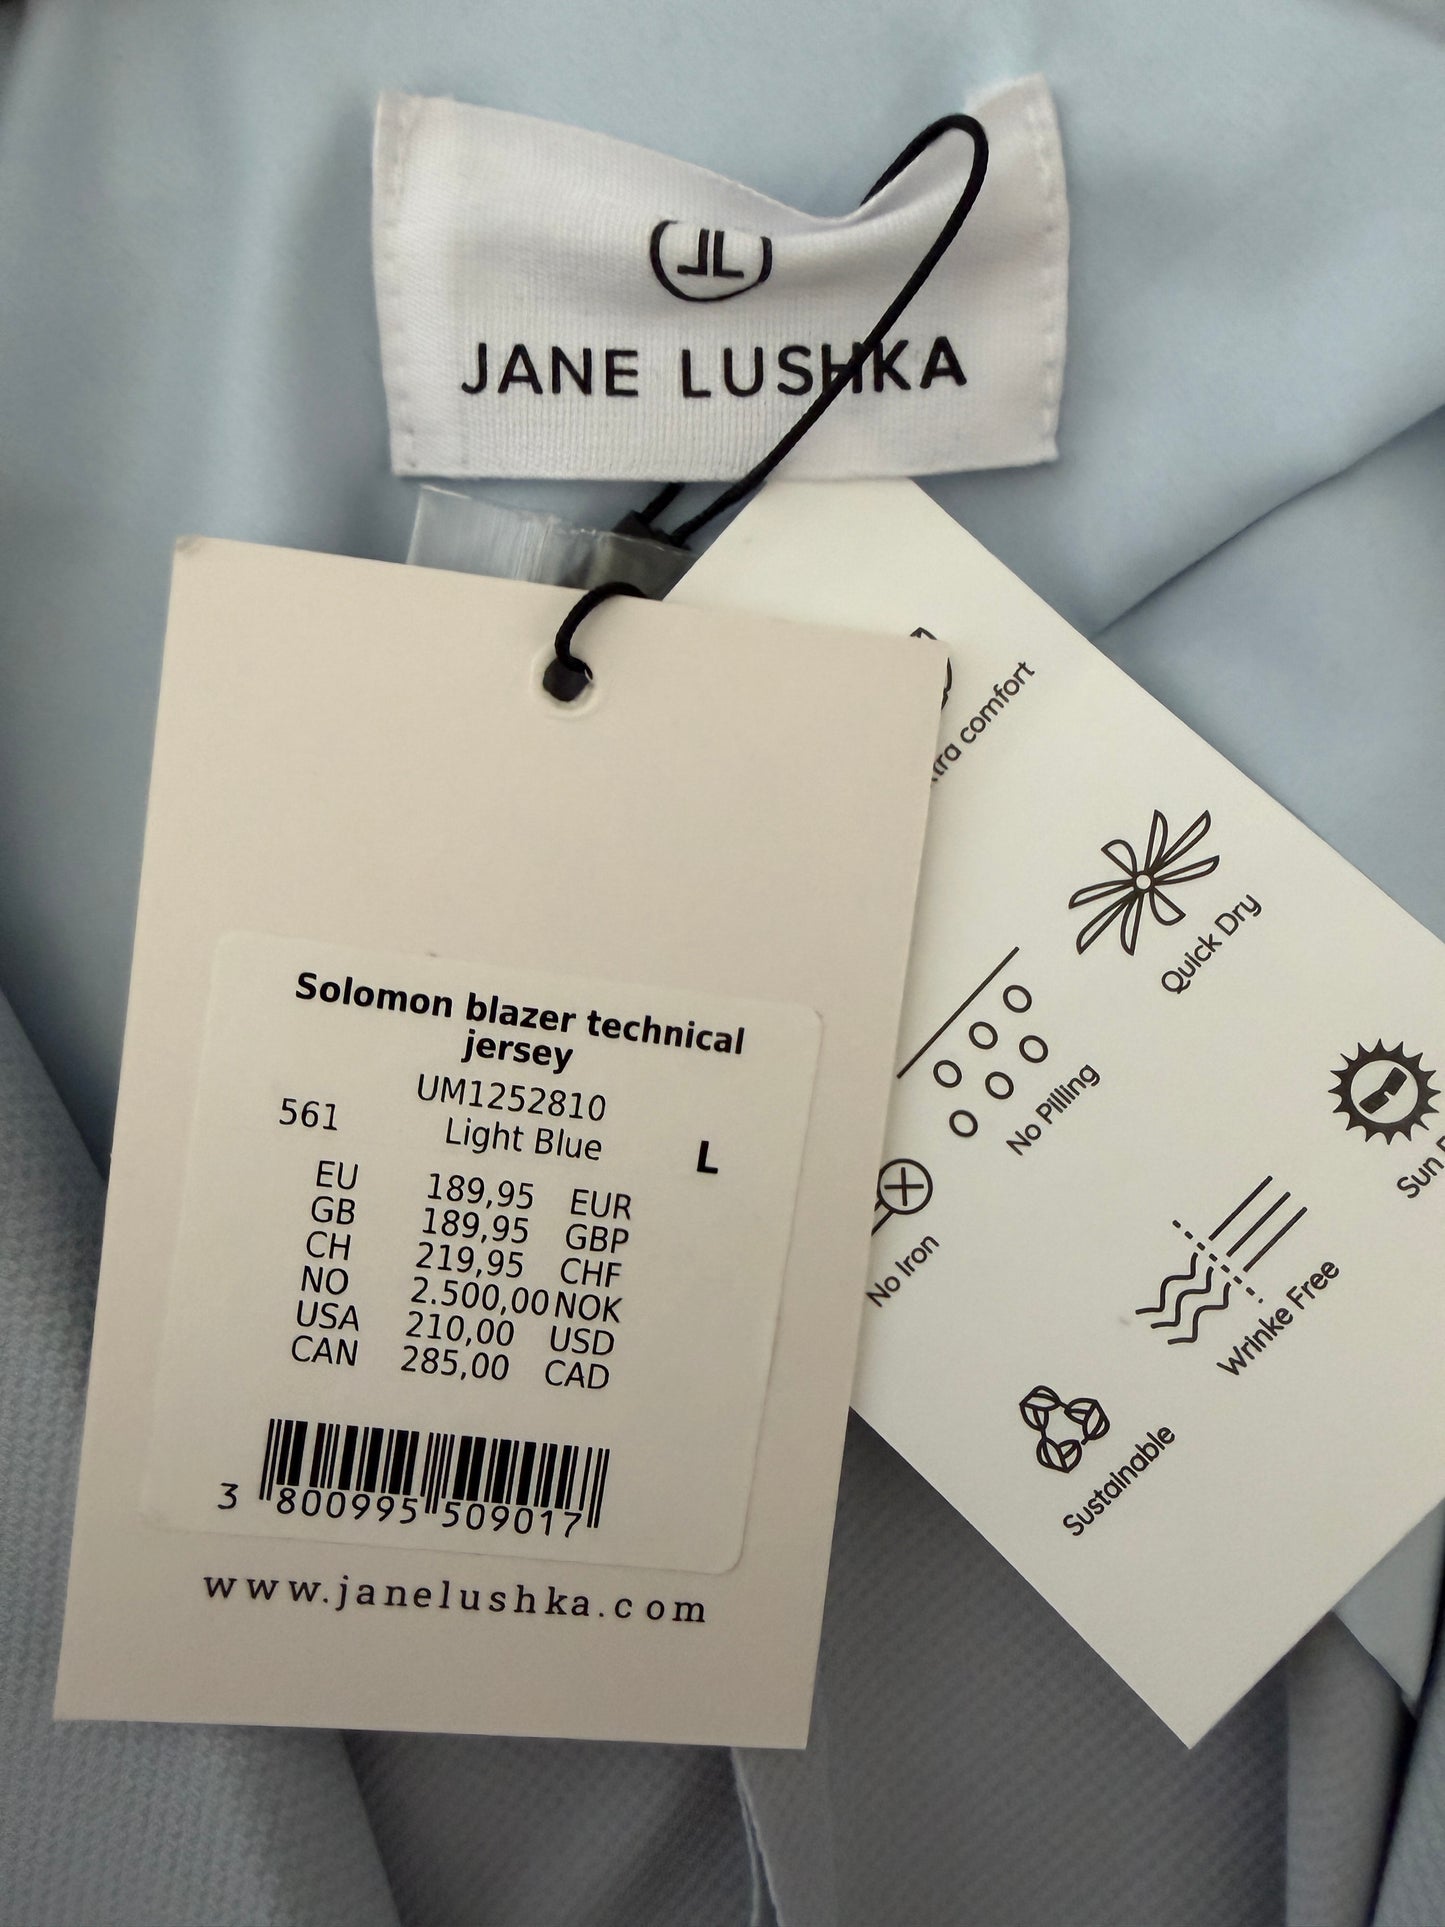 JL
JANE LUSHKA
Solomon blazer technical
jersey
UM1252810
561 Light Blue L
EU 189,95 EUR
GB 189,95 GBP
CH 219,95 CHF
NO 2.500,00 NOK
USA 210,00 USD
CAN 285,00 CAD
3 800995 509017
www.janelushka.com
comfort
Quick Dry
No Pilling
Sun
No Iron
Wrinke Free
Sustainable